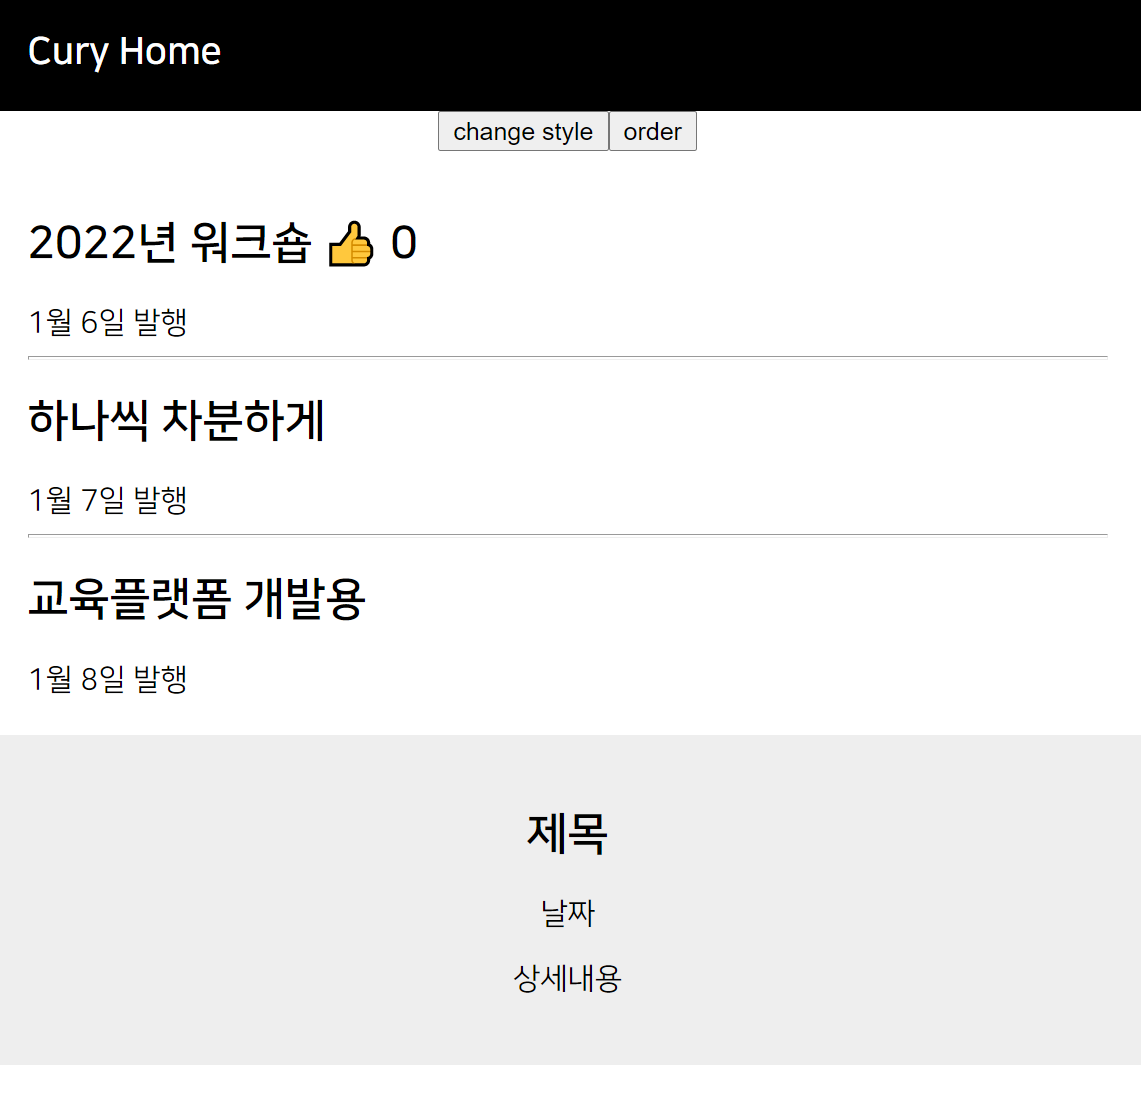 Cury Home
change style order
2022년 워크숍 👍 0
1월 6일 발행
하나씩 차분하게
1월 7일 발행
교육플랫폼 개발용
1월 8일 발행
제목
날짜
상세내용